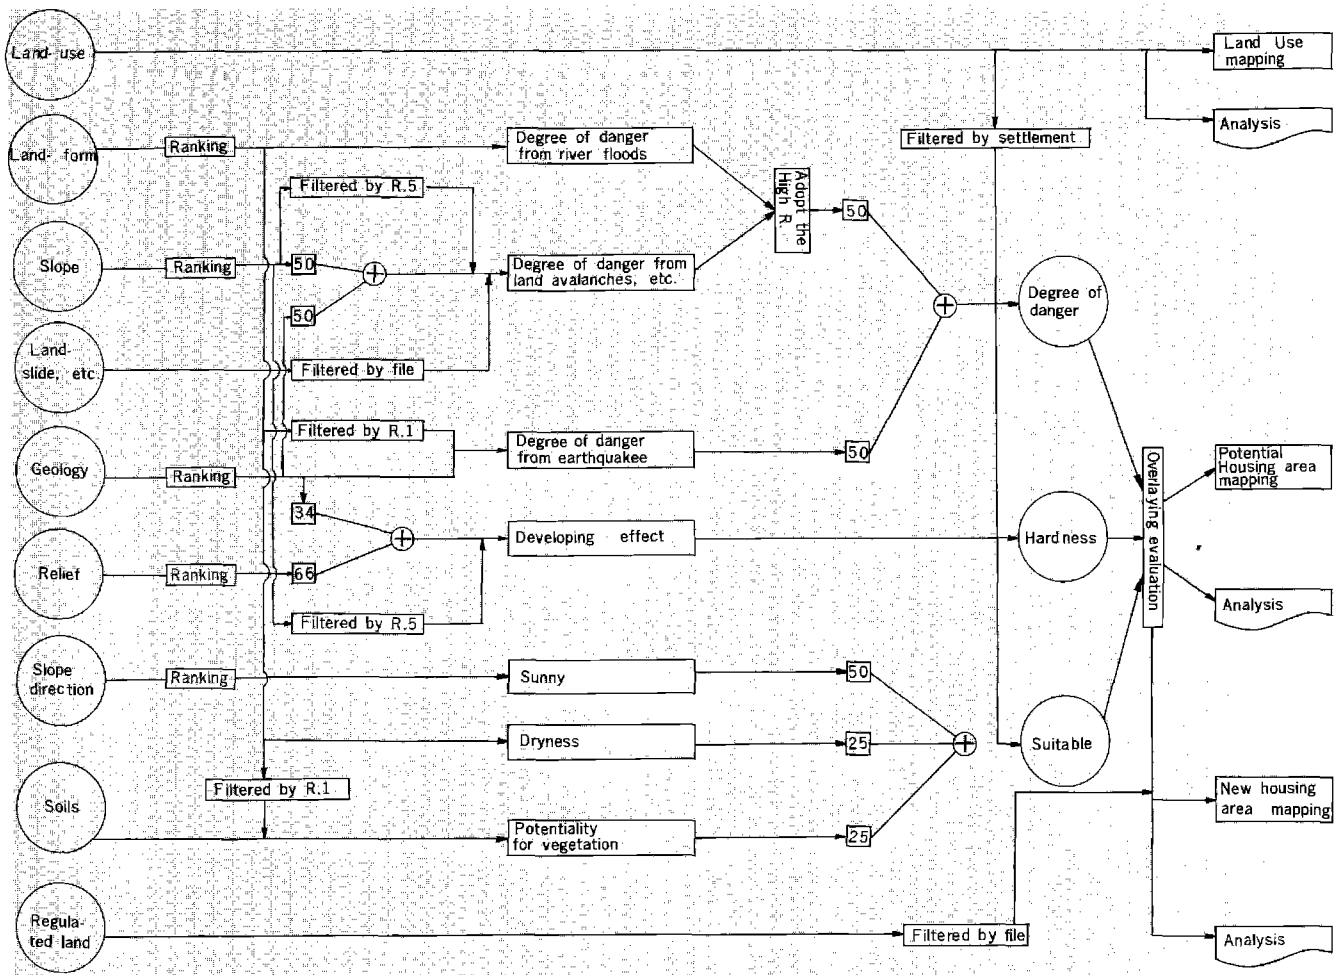 Land- use
Land Use
mapping
Analysis
Filtered by settlement
Land- form
Ranking
Degree of danger
from river floods
Filtered by R.5
Adopt the
High R.
50
Slope
Ranking
50
Degree of danger from
land avalanches, etc.
50
Degree of
danger
Land-
slide, etc
Filtered by file
Filtered by R.1
Degree of danger
from earthquakee
50
Geology
Ranking
34
Overlaying evaluation
Potential
Housing area
mapping
Developing effect
Hardness
Relief
Ranking
66
Filtered by R.5
Analysis
Slope
direction
Ranking
Sunny
50
Dryness
25
Suitable
Filtered by R.1
Soils
Potentiality
for vegetation
25
New housing
area mapping
Regula-
ted land
Filtered by file
Analysis